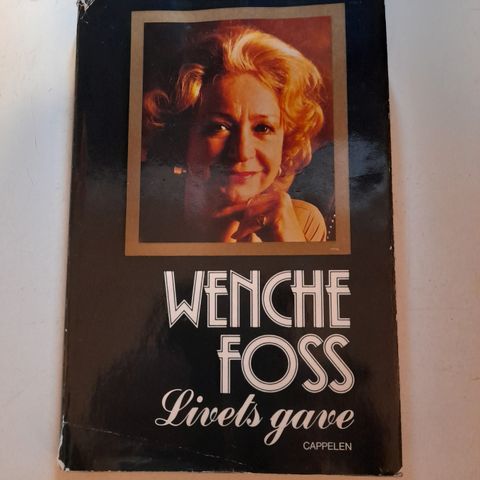 WENCHE
FOSS
Livets gave
CAPPELEN